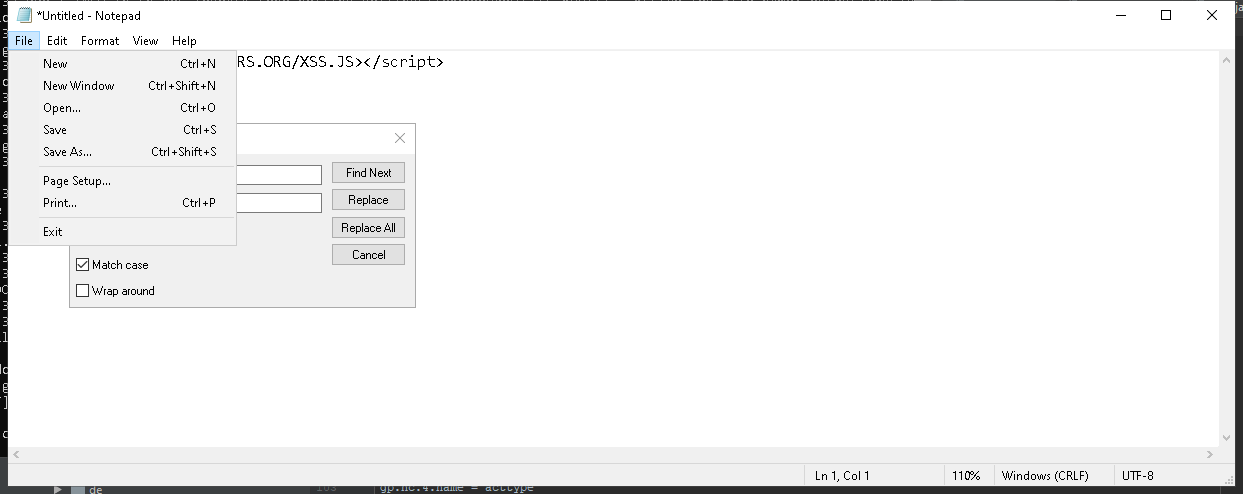 *Untitled - Notepad
File Edit Format View Help
RS.ORG/XSS.JS></script>
New Ctrl+N
New Window Ctrl+Shift+N
Open... Ctrl+O
Save Ctrl+S
Save As... Ctrl+Shift+S
Page Setup...
Print... Ctrl+P
Exit
Find Next
Replace
Replace All
Cancel
Match case
Wrap around
Ln 1, Col 1 110% Windows (CRLF) UTF-8
de
gp.nc.4.name = acttype